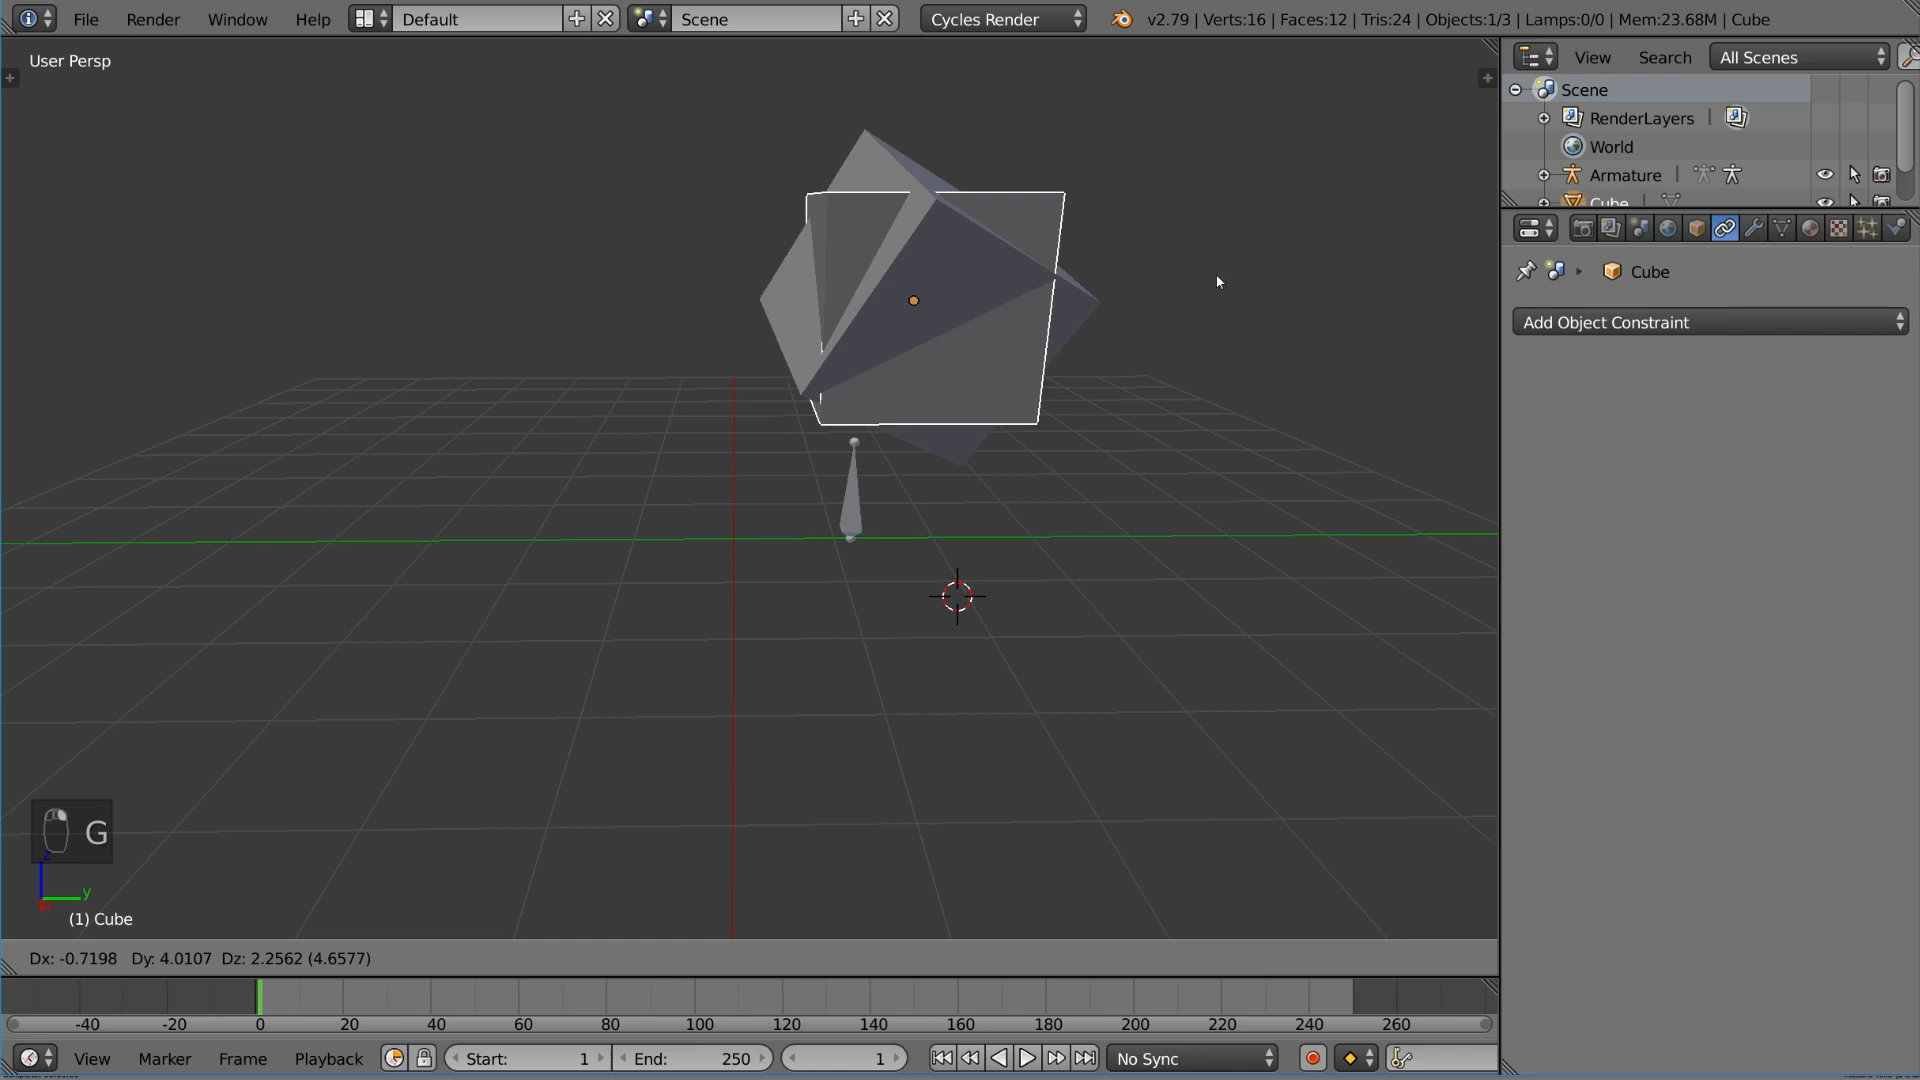 File Render Window Help Default Scene Cycles Render v2.79 | Verts:16 | Faces:12 | Tris:24 | Objects:1/3 | Lamps:0/0 | Mem:23.68M | Cube
User Persp
View Search All Scenes
Scene
RenderLayers |
World
Armature |
Cube |
Cube
Add Object Constraint
G
z
y
(1) Cube
Dx: -0.7198 Dy: 4.0107 Dz: 2.2562 (4.6577)
-40 -20 0 20 40 60 80 100 120 140 160 180 200 220 240 260
View Marker Frame Playback Start: 1 End: 250 1 No Sync